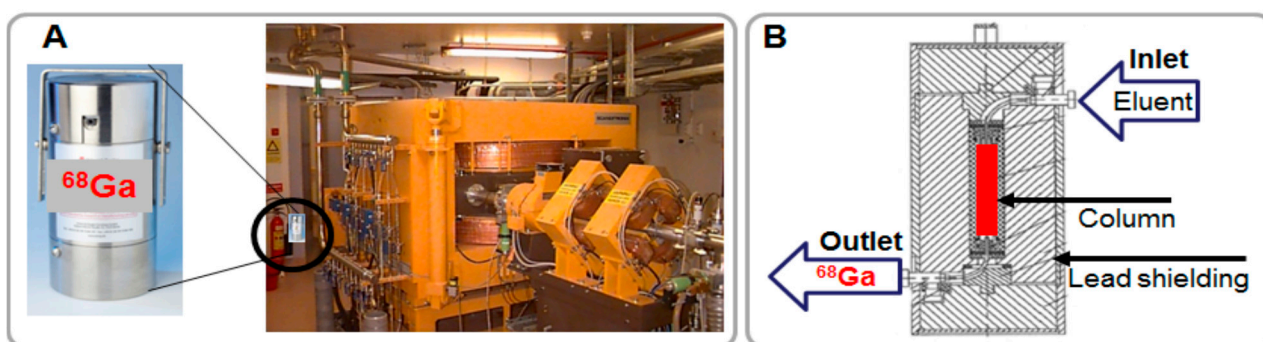 A
⁶⁸Ga
B
Inlet
Eluent
Column
Outlet
⁶⁸Ga
Lead shielding